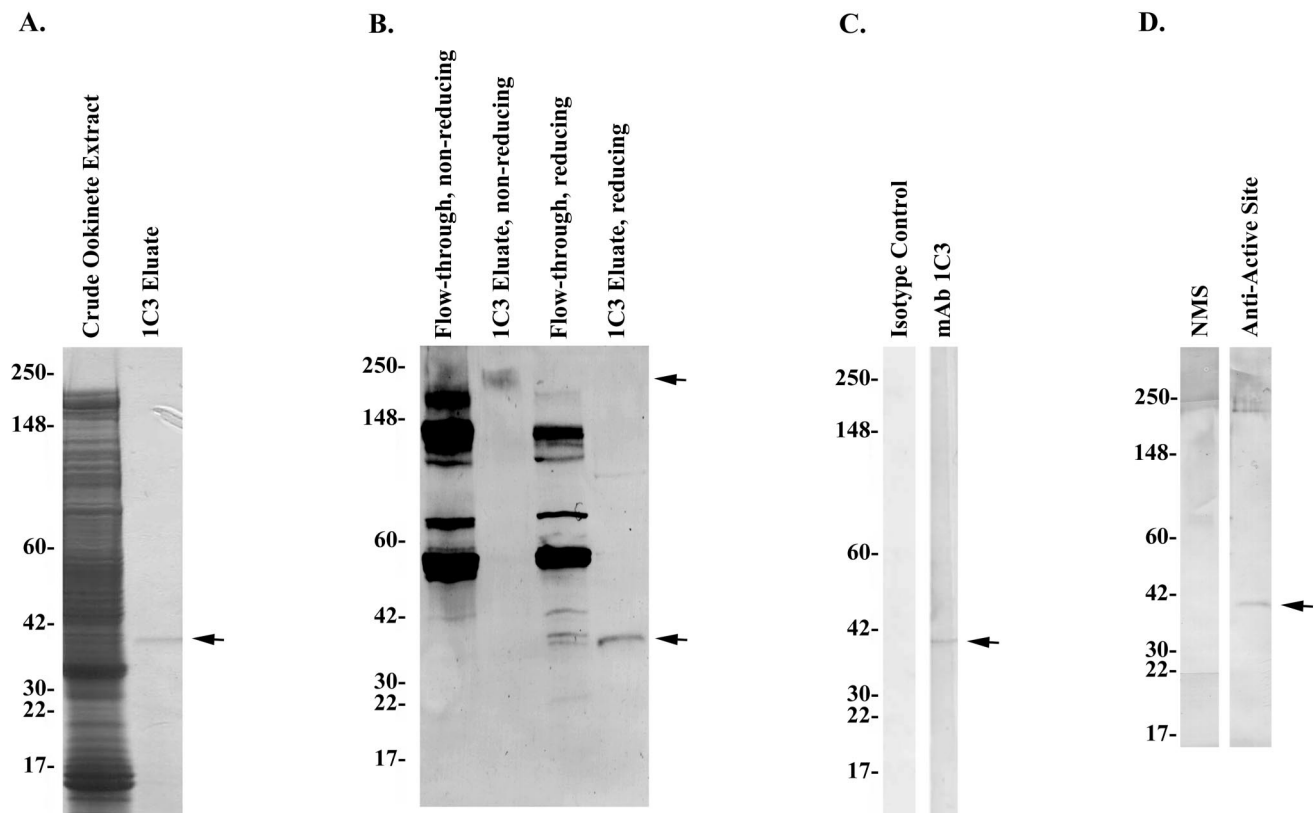 A.
Crude Ookinete Extract
1C3 Eluate
250-
148-
60-
42-
30-
22-
17-
B.
Flow-through, non-reducing
1C3 Eluate, non-reducing
Flow-through, reducing
1C3 Eluate, reducing
250-
148-
60-
42-
30-
22-
17-
C.
Isotype Control
mAb 1C3
250-
148-
60-
42-
30-
22-
17-
D.
NMS
Anti-Active Site
250-
148-
60-
42-
30-
22-
17-